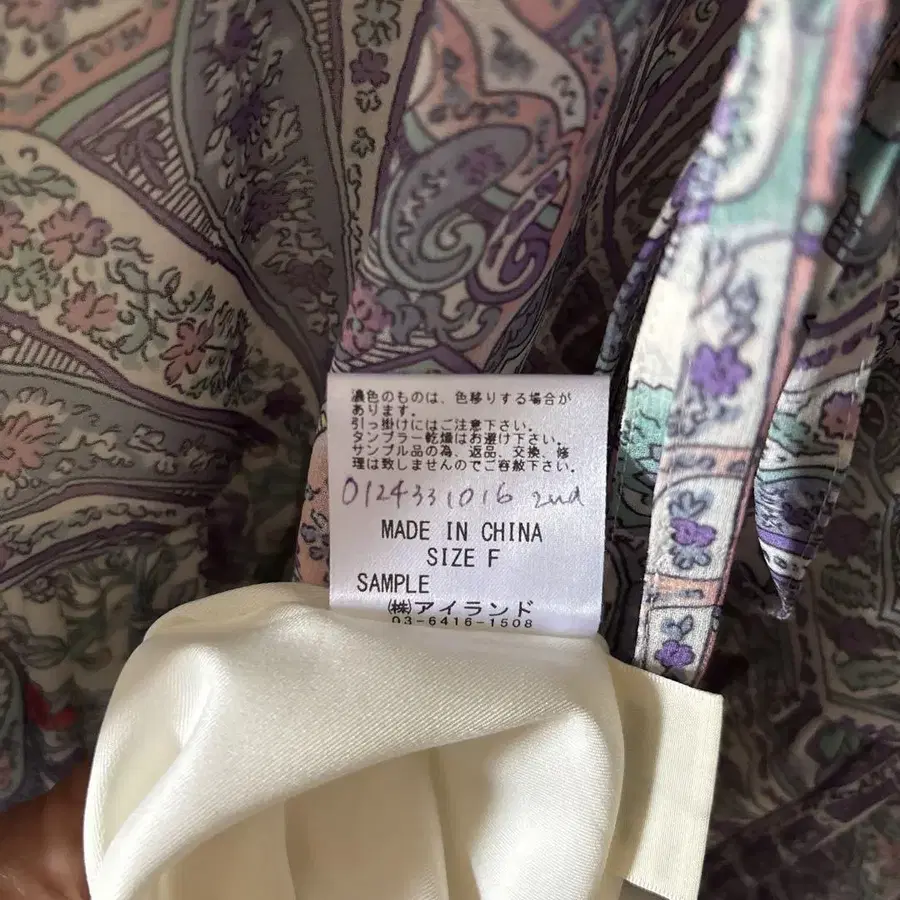 濃色のものは、色移りする場合が
あります。
引っ掛けにはご注意下さい。
タンブラー乾燥はお避け下さい。
サンプル品の為、返品、交換、修
理は致しませんのでご容赦下さい。
0124331016 2nd
MADE IN CHINA
SIZE F
SAMPLE
㈱アイランド
03-6416-1508